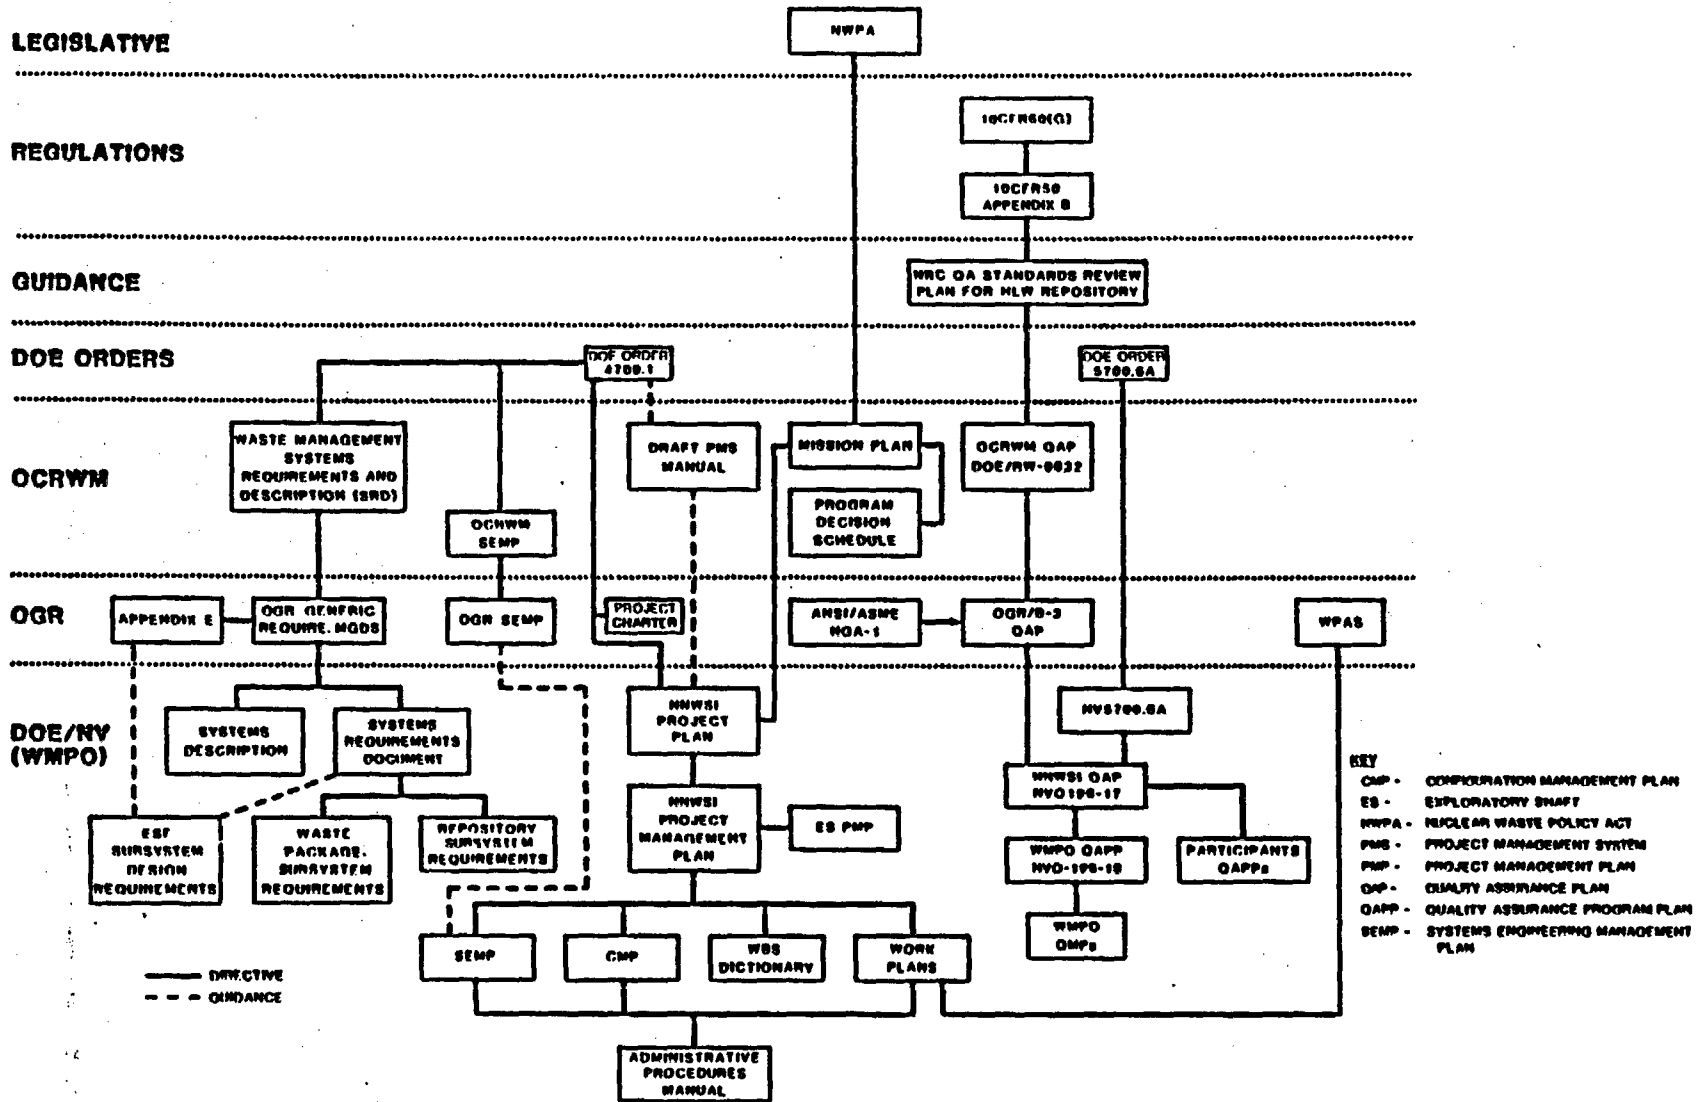 LEGISLATIVE
NWPA
REGULATIONS
10CFR60(G)
10CFR50
APPENDIX B
GUIDANCE
NRC QA STANDARDS REVIEW
PLAN FOR HLW REPOSITORY
DOE ORDERS
DOE ORDER
4700.1
DOE ORDER
5700.6A
OCRWM
WASTE MANAGEMENT
SYSTEMS
REQUIREMENTS AND
DESCRIPTION (SRD)
OCRWM
SEMP
DRAFT PMS
MANUAL
MISSION PLAN
PROGRAM
DECISION
SCHEDULE
OCRWM QAP
DOE/RW-0032
OGR
APPENDIX E
OGR GENERIC
REQUIRE. MGDS
OGR SEMP
PROJECT
CHARTER
ANSI/ASME
NQA-1
OGR/B-3
QAP
WPAS
DOE/NV
(WMPO)
SYSTEMS
DESCRIPTION
SYSTEMS
REQUIREMENTS
DOCUMENT
NNWSI
PROJECT
PLAN
NV5700.6A
ESF
SUBSYSTEM
DESIGN
REQUIREMENTS
WASTE
PACKAGE.
SUBSYSTEM
REQUIREMENTS
REPOSITORY
SUBSYSTEM
REQUIREMENTS
NNWSI
PROJECT
MANAGEMENT
PLAN
ES PMP
NNWSI QAP
NVO196-17
WMPO QAPP
NVO-196-18
PARTICIPANTS
QAPPs
WMPO
QMPs
SEMP
CMP
WBS
DICTIONARY
WORK
PLANS
ADMINISTRATIVE
PROCEDURES
MANUAL
DIRECTIVE
GUIDANCE
KEY
CMP - CONFIGURATION MANAGEMENT PLAN
ES - EXPLORATORY SHAFT
NWPA - NUCLEAR WASTE POLICY ACT
PMS - PROJECT MANAGEMENT SYSTEM
PMP - PROJECT MANAGEMENT PLAN
QAP - QUALITY ASSURANCE PLAN
QAPP - QUALITY ASSURANCE PROGRAM PLAN
SEMP - SYSTEMS ENGINEERING MANAGEMENT
PLAN